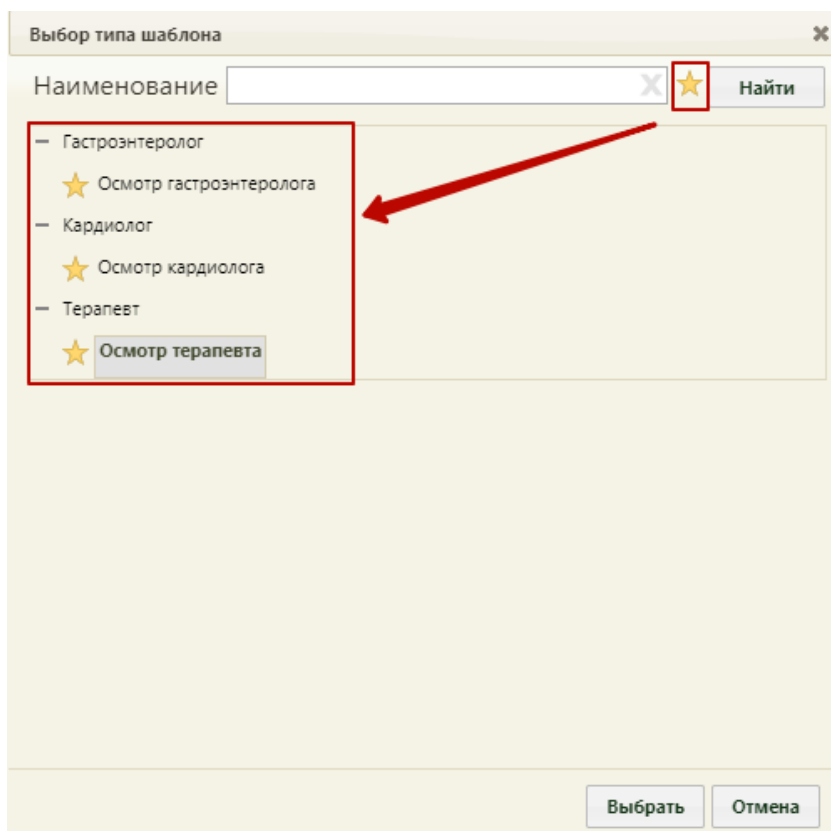 Выбор типа шаблона
Наименование Найти
Гастроэнтеролог
Осмотр гастроэнтеролога
Кардиолог
Осмотр кардиолога
Терапевт
Осмотр терапевта
Выбрать Отмена